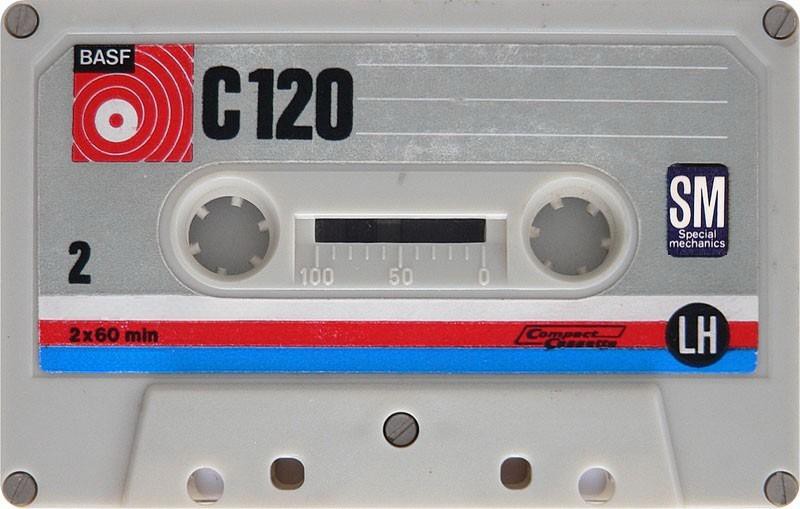 BASF
C120
SM
Special
mechanics
2
100 50 0
2x60 min
Compact
Cassette
LH